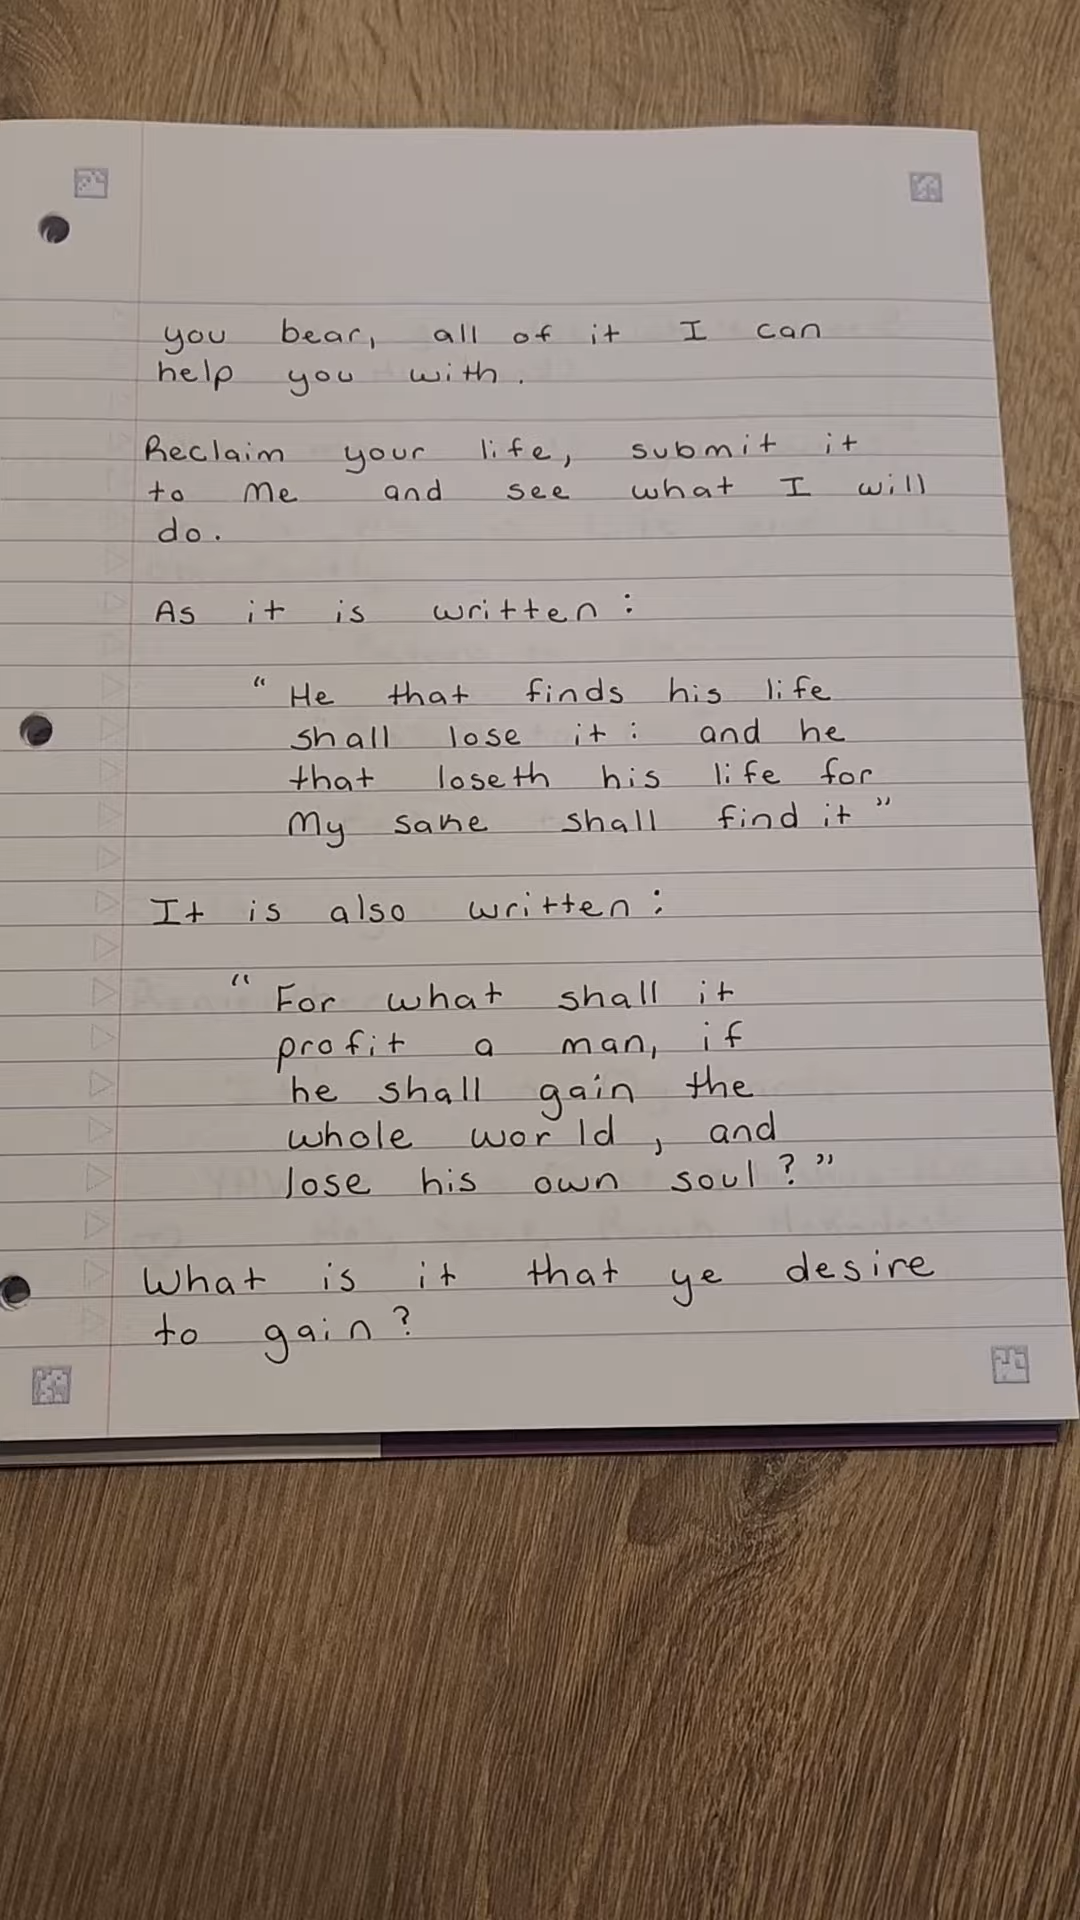 you bear, all of it I can
help you with.
Reclaim your life, submit it
to Me and see what I will
do.
As it is written:
"He that finds his life
shall lose it: and he
that loseth his life for
My sake shall find it"
It is also written:
"For what shall it
profit a man, if
he shall gain the
whole world, and
lose his own soul?"
What is it that ye desire
to gain?